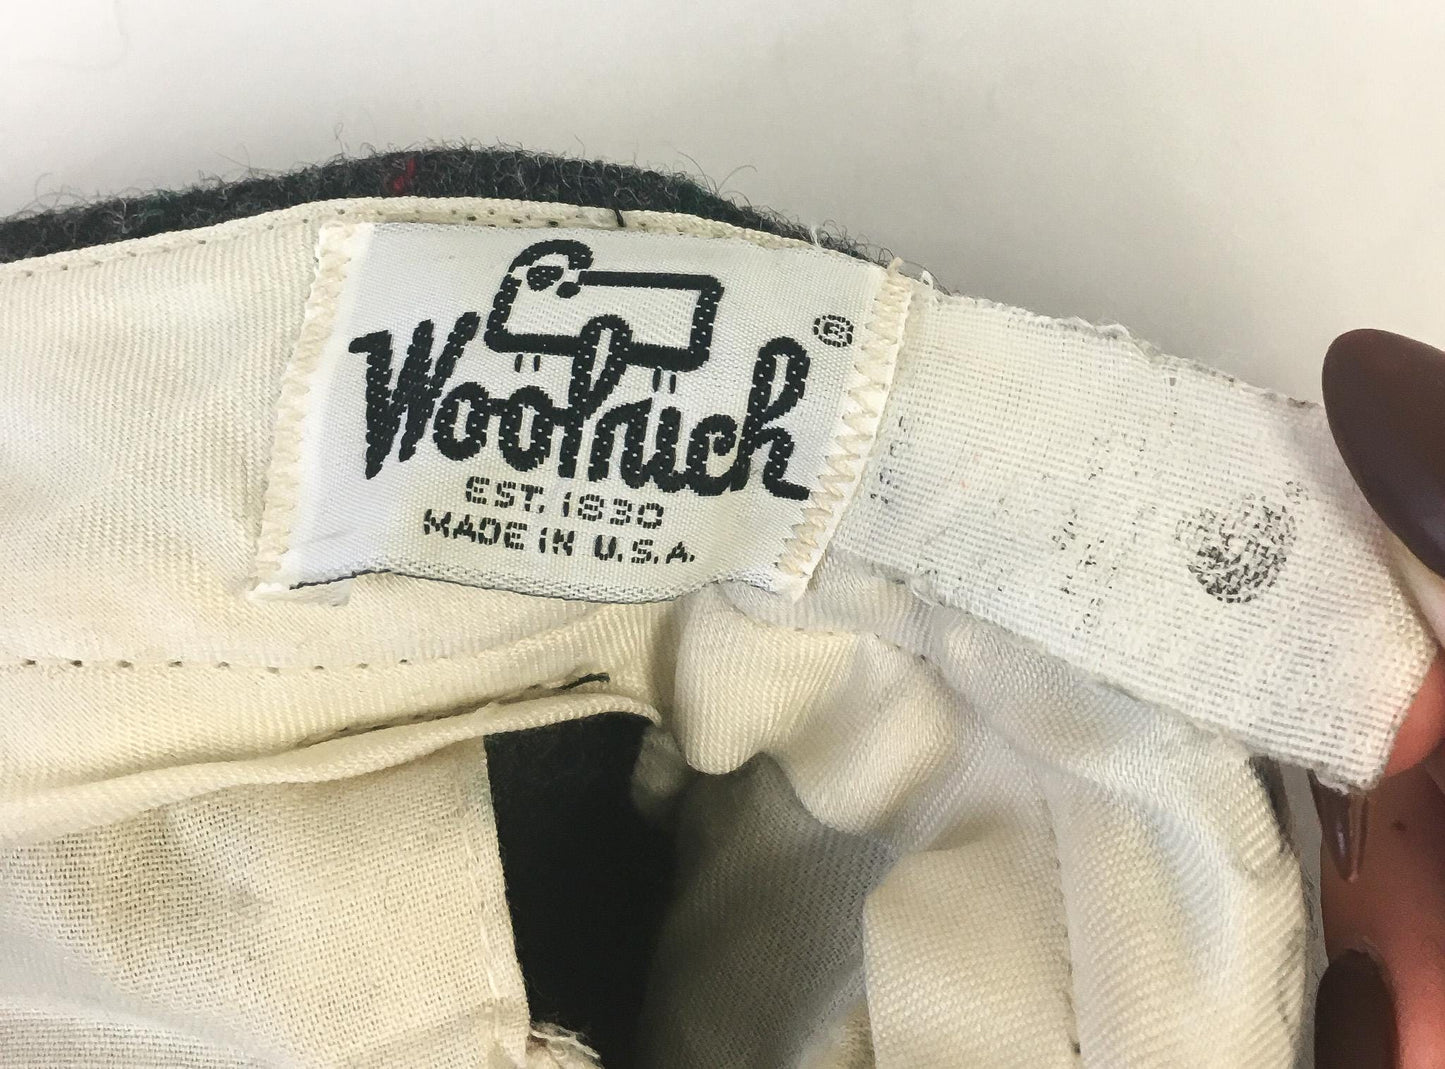 Woolrich ®
EST. 1830
MADE IN U.S.A.